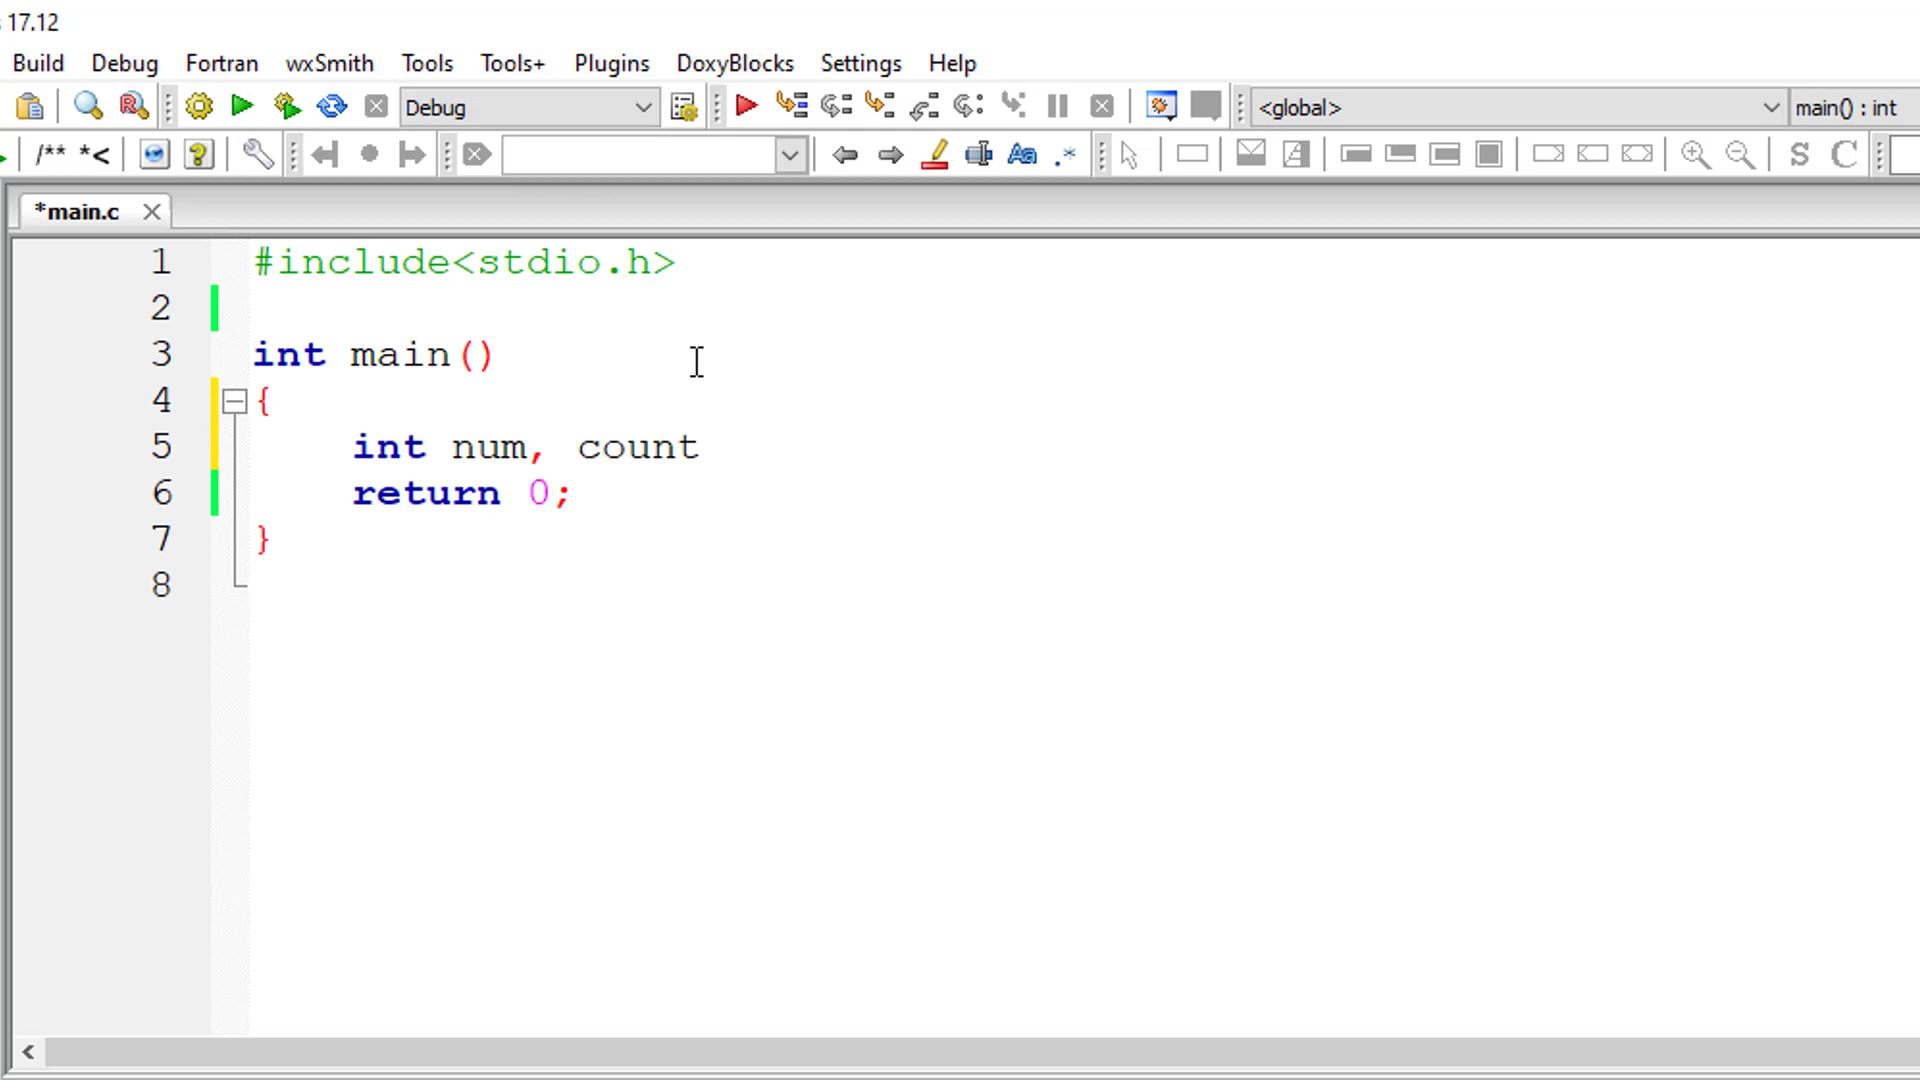 17.12
Build Debug Fortran wxSmith Tools Tools+ Plugins DoxyBlocks Settings Help
Debug <global> main() : int
/** *< Aa .* S C
*main.c
1 #include<stdio.h>
2
3 int main()
4 {
5 int num, count
6 return 0;
7 }
8